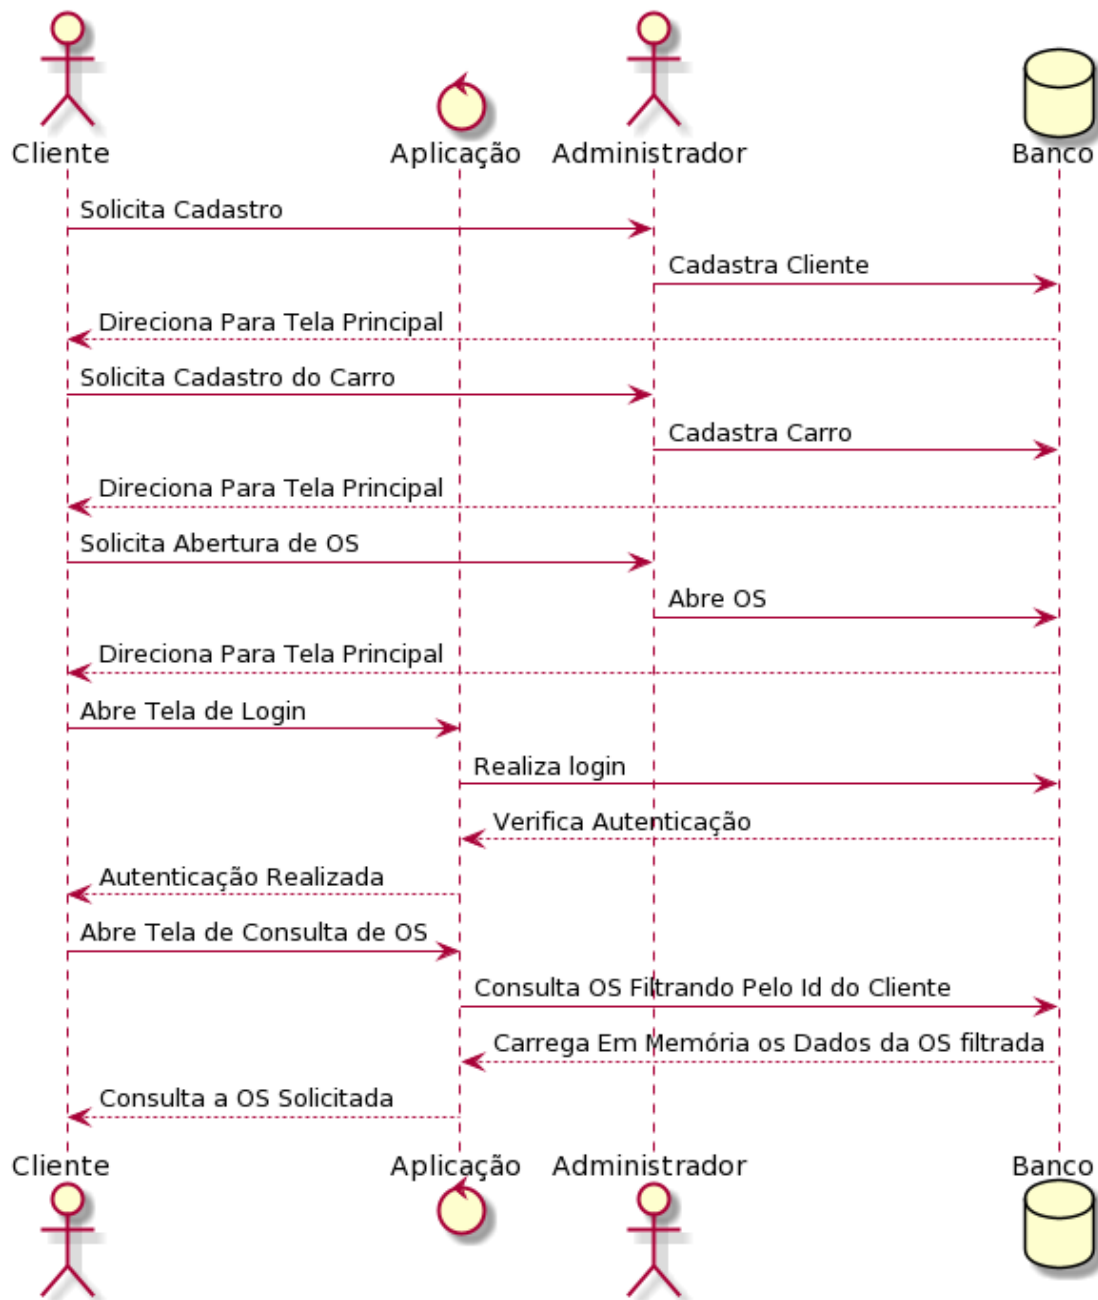 Cliente
Aplicação
Administrador
Banco
Solicita Cadastro
Cadastra Cliente
Direciona Para Tela Principal
Solicita Cadastro do Carro
Cadastra Carro
Direciona Para Tela Principal
Solicita Abertura de OS
Abre OS
Direciona Para Tela Principal
Abre Tela de Login
Realiza login
Verifica Autenticação
Autenticação Realizada
Abre Tela de Consulta de OS
Consulta OS Filtrando Pelo Id do Cliente
Carrega Em Memória os Dados da OS filtrada
Consulta a OS Solicitada
Cliente
Aplicação
Administrador
Banco